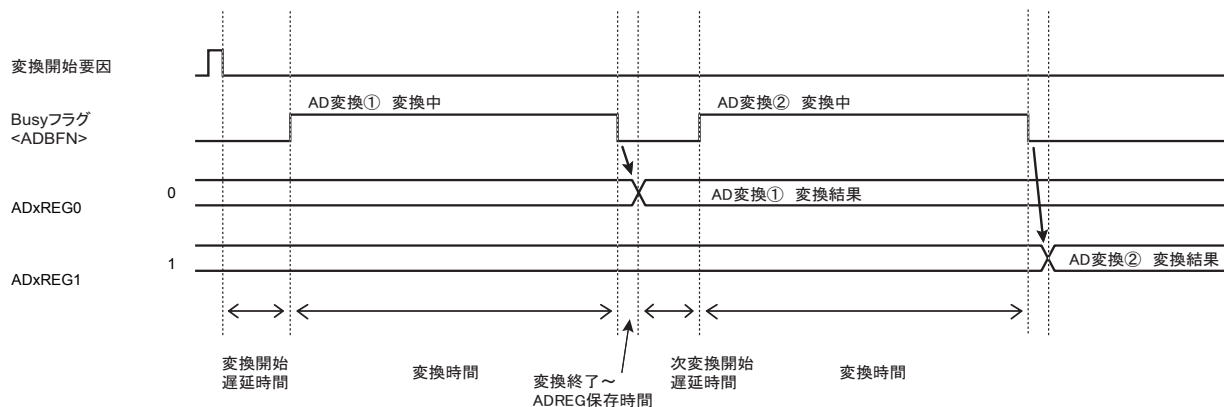 変換開始要因
AD変換① 変換中
AD変換② 変換中
Busyフラグ
<ADBFN>
0
ADxREG0
AD変換① 変換結果
1
ADxREG1
AD変換② 変換結果
変換開始
遅延時間
変換時間
変換終了～
ADREG保存時間
次変換開始
遅延時間
変換時間